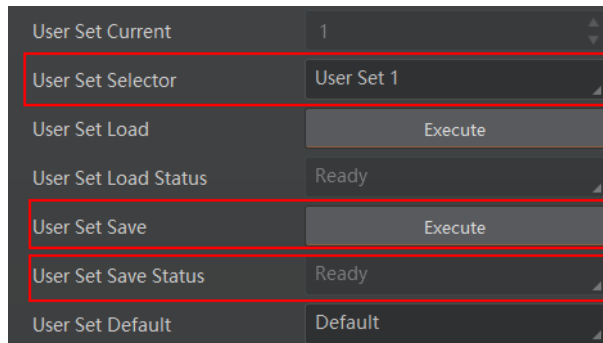 User Set Current 1
User Set Selector User Set 1
User Set Load Execute
User Set Load Status Ready
User Set Save Execute
User Set Save Status Ready
User Set Default Default